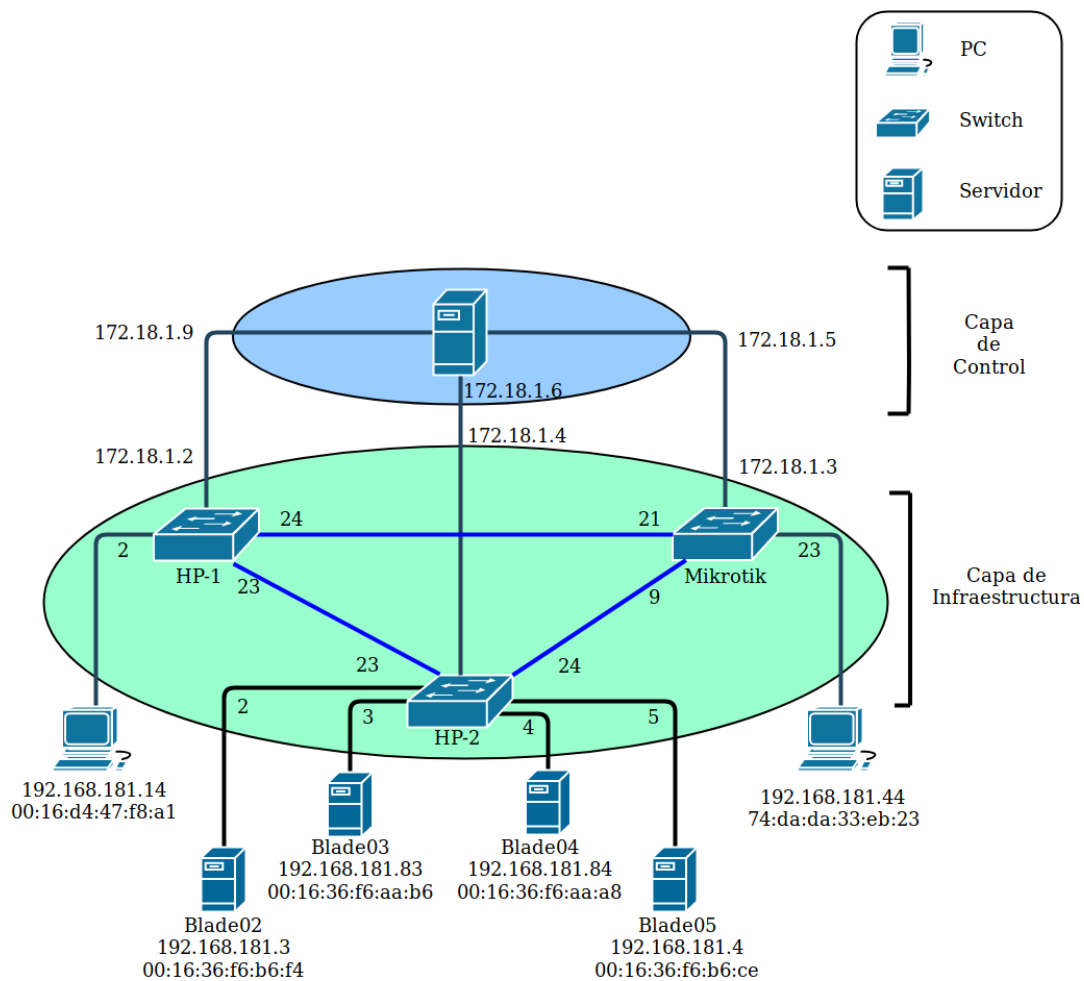 PC
Switch
Servidor
Capa
de
Control
172.18.1.9
172.18.1.5
172.18.1.6
172.18.1.4
172.18.1.2
172.18.1.3
24
21
2
23
HP-1
Mikrotik
23
9
Capa de
Infraestructura
23
24
2
3
4
5
HP-2
192.168.181.14
00:16:d4:47:f8:a1
192.168.181.44
74:da:da:33:eb:23
Blade03
192.168.181.83
00:16:36:f6:aa:b6
Blade04
192.168.181.84
00:16:36:f6:aa:a8
Blade02
192.168.181.3
00:16:36:f6:b6:f4
Blade05
192.168.181.4
00:16:36:f6:b6:ce